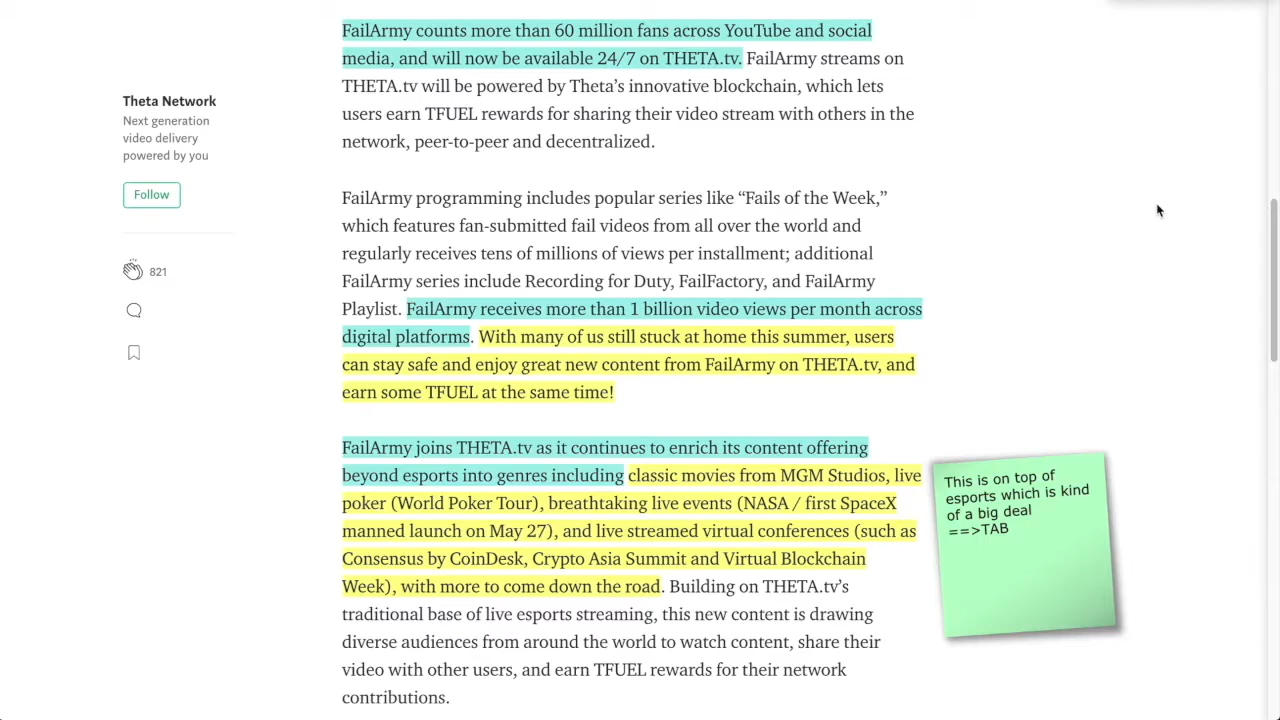 FailArmy counts more than 60 million fans across YouTube and social
media, and will now be available 24/7 on THETA.tv. FailArmy streams on
THETA.tv will be powered by Theta’s innovative blockchain, which lets
users earn TFUEL rewards for sharing their video stream with others in the
network, peer-to-peer and decentralized.
Theta Network
Next generation
video delivery
powered by you
Follow
821
FailArmy programming includes popular series like “Fails of the Week,”
which features fan-submitted fail videos from all over the world and
regularly receives tens of millions of views per installment; additional
FailArmy series include Recording for Duty, FailFactory, and FailArmy
Playlist. FailArmy receives more than 1 billion video views per month across
digital platforms. With many of us still stuck at home this summer, users
can stay safe and enjoy great new content from FailArmy on THETA.tv, and
earn some TFUEL at the same time!
FailArmy joins THETA.tv as it continues to enrich its content offering
beyond esports into genres including classic movies from MGM Studios, live
poker (World Poker Tour), breathtaking live events (NASA / first SpaceX
manned launch on May 27), and live streamed virtual conferences (such as
Consensus by CoinDesk, Crypto Asia Summit and Virtual Blockchain
Week), with more to come down the road. Building on THETA.tv’s
traditional base of live esports streaming, this new content is drawing
diverse audiences from around the world to watch content, share their
video with other users, and earn TFUEL rewards for their network
contributions.
This is on top of
esports which is kind
of a big deal
==>TAB